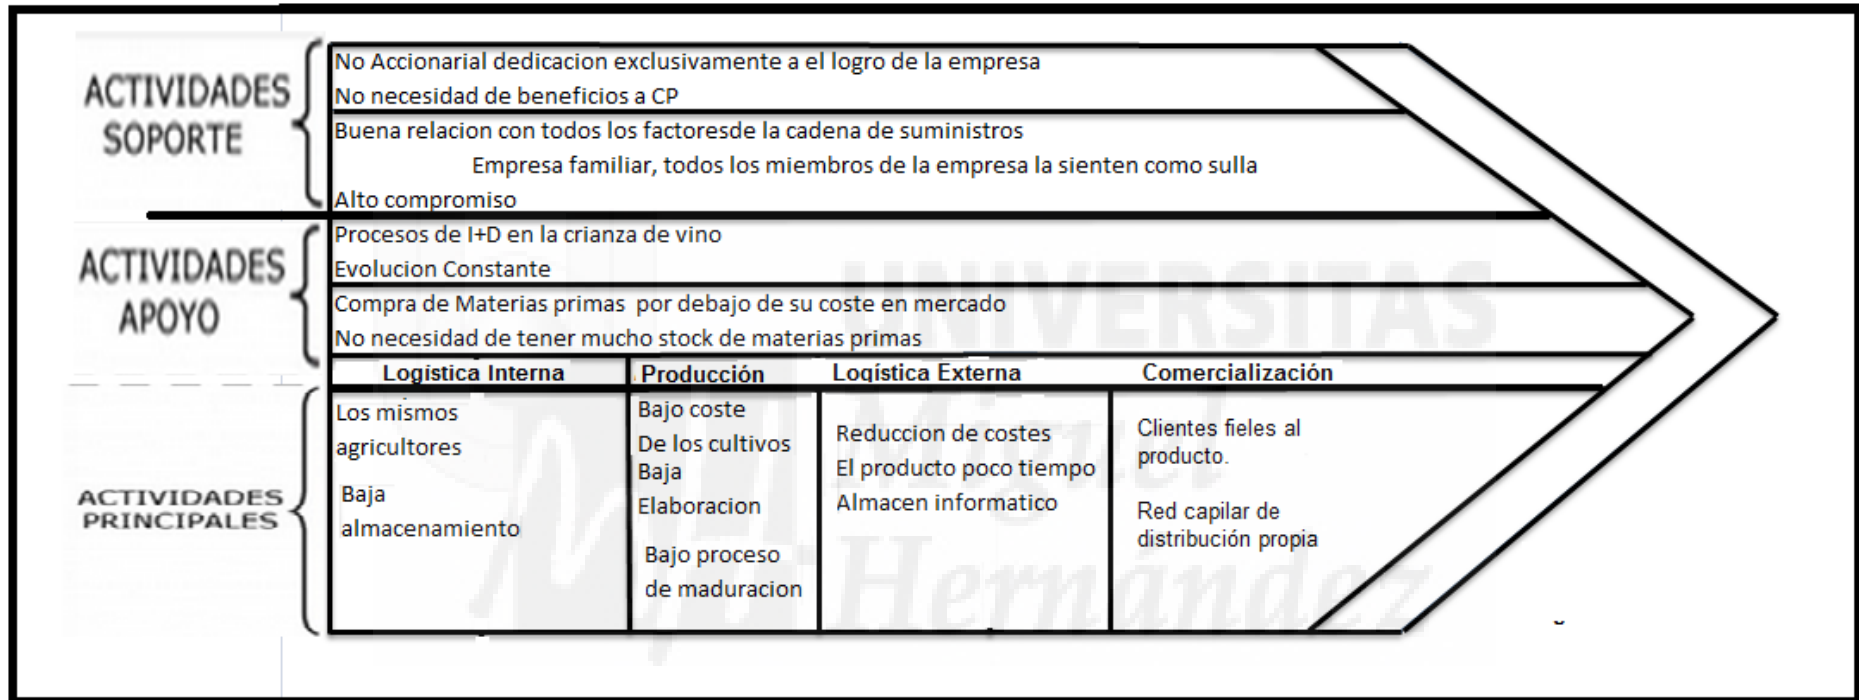 ACTIVIDADES
SOPORTE
No Accionarial dedicacion exclusivamente a el logro de la empresa
No necesidad de beneficios a CP
Buena relacion con todos los factoresde la cadena de suministros
Empresa familiar, todos los miembros de la empresa la sienten como sulla
Alto compromiso
ACTIVIDADES
APOYO
Procesos de I+D en la crianza de vino
Evolucion Constante
Compra de Materias primas por debajo de su coste en mercado
No necesidad de tener mucho stock de materias primas
ACTIVIDADES
PRINCIPALES
Logística Interna
Los mismos
agricultores
Baja
almacenamiento
Producción
Bajo coste
De los cultivos
Baja
Elaboracion
Bajo proceso
de maduracion
Logística Externa
Reduccion de costes
El producto poco tiempo
Almacen informatico
Comercialización
Clientes fieles al
producto.
Red capilar de
distribución propia
UNIVERSITAS
Miguel
Hernández